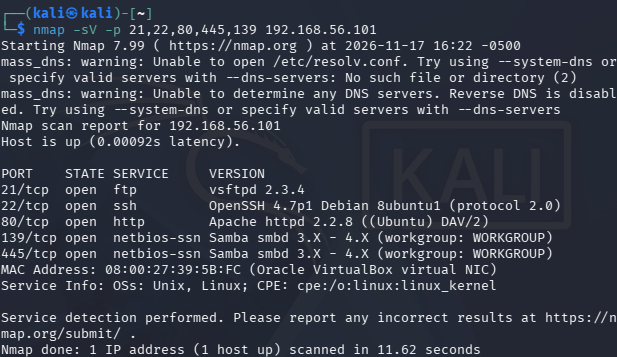 ┌──(kali㉿kali)-[~]
└─$ nmap -sV -p 21,22,80,445,139 192.168.56.101
Starting Nmap 7.99 ( https://nmap.org ) at 2026-11-17 16:22 -0500
mass_dns: warning: Unable to open /etc/resolv.conf. Try using --system-dns or
 specify valid servers with --dns-servers: No such file or directory (2)
mass_dns: warning: Unable to determine any DNS servers. Reverse DNS is disabl
ed. Try using --system-dns or specify valid servers with --dns-servers
Nmap scan report for 192.168.56.101
Host is up (0.00092s latency).
KALI
PORT    STATE SERVICE     VERSION
21/tcp  open  ftp         vsftpd 2.3.4
22/tcp  open  ssh         OpenSSH 4.7p1 Debian 8ubuntu1 (protocol 2.0)
80/tcp  open  http        Apache httpd 2.2.8 ((Ubuntu) DAV/2)
139/tcp open  netbios-ssn Samba smbd 3.X - 4.X (workgroup: WORKGROUP)
445/tcp open  netbios-ssn Samba smbd 3.X - 4.X (workgroup: WORKGROUP)
MAC Address: 08:00:27:39:5B:FC (Oracle VirtualBox virtual NIC)
Service Info: OSs: Unix, Linux; CPE: cpe:/o:linux:linux_kernel
Service detection performed. Please report any incorrect results at https://n
map.org/submit/ .
Nmap done: 1 IP address (1 host up) scanned in 11.62 seconds